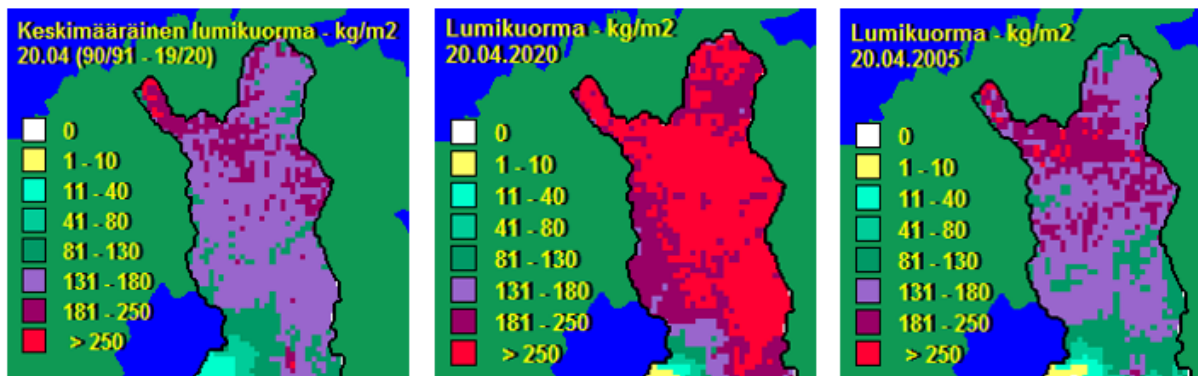 Keskimääräinen lumikuorma - kg/m2
20.04 (90/91 - 19/20)
0
1 - 10
11 - 40
41 - 80
81 - 130
131 - 180
181 - 250
> 250
Lumikuorma - kg/m2
20.04.2020
0
1 - 10
11 - 40
41 - 80
81 - 130
131 - 180
181 - 250
> 250
Lumikuorma - kg/m2
20.04.2005
0
1 - 10
11 - 40
41 - 80
81 - 130
131 - 180
181 - 250
> 250